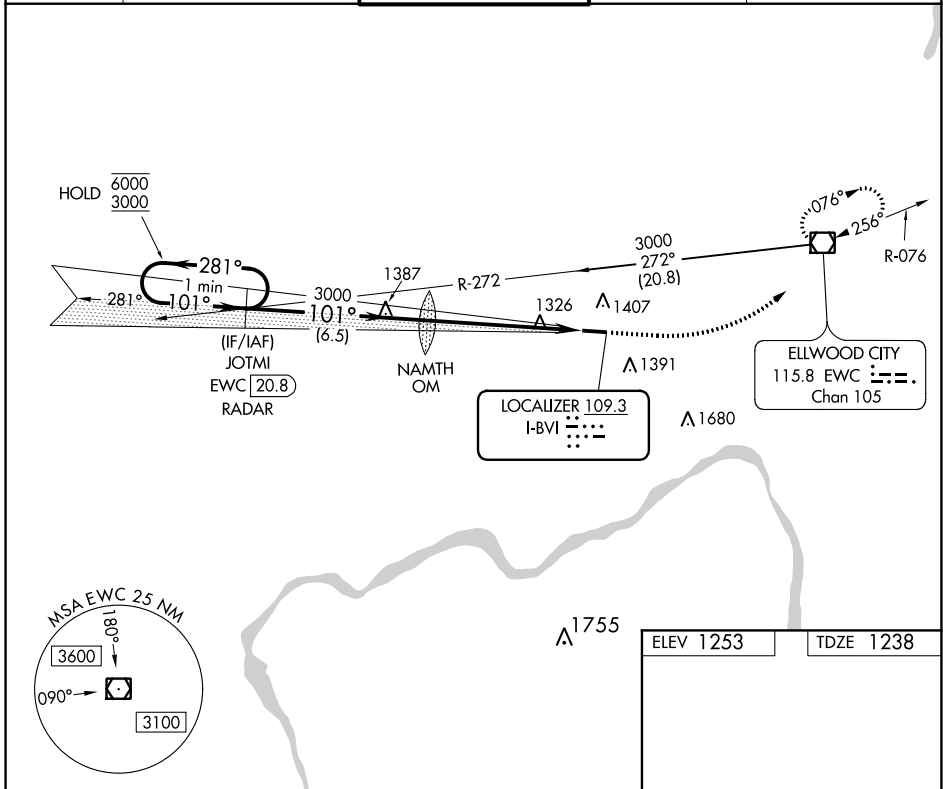 HOLD 6000
3000
281°
1 min
281° 101°
3000
101°
(6.5)
1387
R-272
3000
272°
(20.8)
076°
256°
R-076
1326
1407
1391
1680
(IF/IAF)
JOTMI
EWC 20.8
RADAR
NAMTH
OM
LOCALIZER 109.3
I-BVI
ELLWOOD CITY
115.8 EWC
Chan 105
MSA EWC 25 NM
180°
3600
090°
3100
1755
ELEV 1253 TDZE 1238